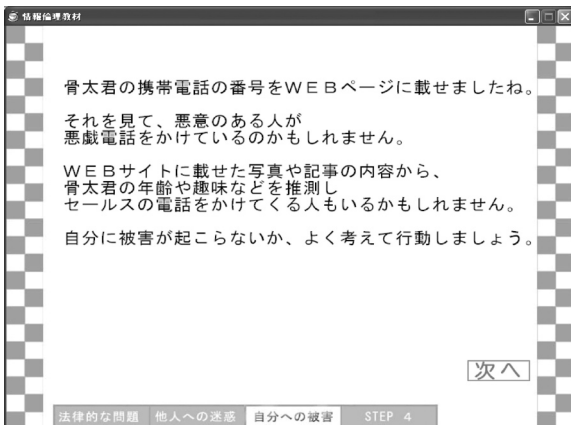 情報倫理教材
骨太君の携帯電話の番号をＷＥＢページに載せましたね。
それを見て、悪意のある人が
悪戯電話をかけているのかもしれません。
ＷＥＢサイトに載せた写真や記事の内容から、
骨太君の年齢や趣味などを推測し
セールスの電話をかけてくる人もいるかもしれません。
自分に被害が起こらないか、よく考えて行動しましょう。
次へ
法律的な問題 他人への迷惑 自分への被害 STEP 4